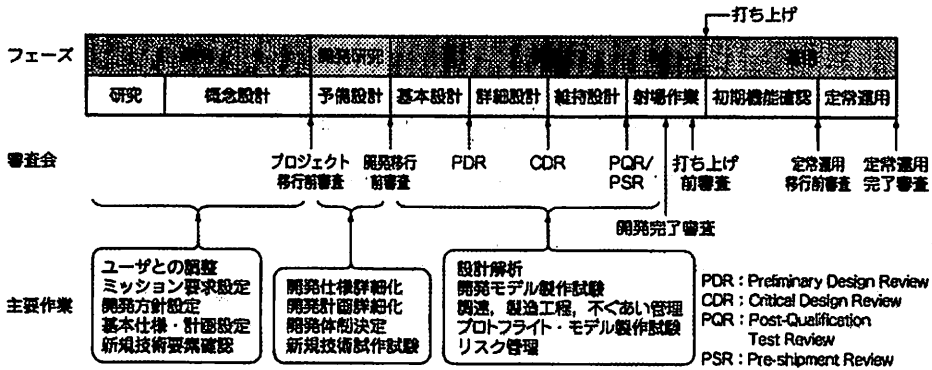 打ち上げ
フェーズ
開発研究
研究
概念設計
予備設計
基本設計
詳細設計
維持設計
射場作業
初期機能確認
定常運用
審査会
プロジェクト
移行前審査
開発移行
前審査
PDR
CDR
PQR/
PSR
打ち上げ
前審査
定常運用
移行前審査
定常運用
完了審査
開発完了審査
主要作業
ユーザとの調整
ミッション要求設定
開発方針設定
基本仕様・計画設定
新規技術要素確認
開発仕様詳細化
開発計画詳細化
開発体制決定
新規技術試作試験
設計解析
開発モデル製作試験
調達，製造工程，不ぐあい管理
プロトフライト・モデル製作試験
リスク管理
PDR：Preliminary Design Review
CDR：Critical Design Review
PQR：Post-Qualification
Test Review
PSR：Pre-shipment Review